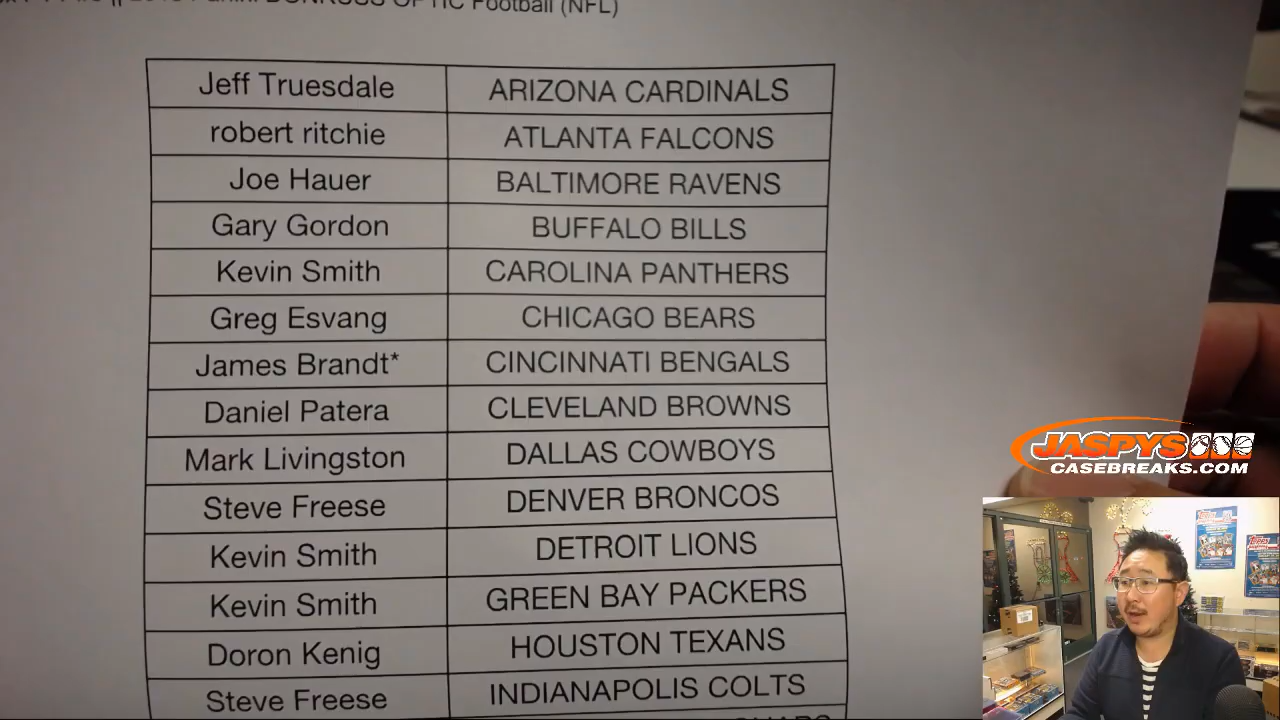 Football (NFL)
Jeff Truesdale ARIZONA CARDINALS
robert ritchie ATLANTA FALCONS
Joe Hauer BALTIMORE RAVENS
Gary Gordon BUFFALO BILLS
Kevin Smith CAROLINA PANTHERS
Greg Esvang CHICAGO BEARS
James Brandt* CINCINNATI BENGALS
Daniel Patera CLEVELAND BROWNS
Mark Livingston DALLAS COWBOYS
Steve Freese DENVER BRONCOS
Kevin Smith DETROIT LIONS
Kevin Smith GREEN BAY PACKERS
Doron Kenig HOUSTON TEXANS
Steve Freese INDIANAPOLIS COLTS
JASPYS
CASEBREAKS.COM